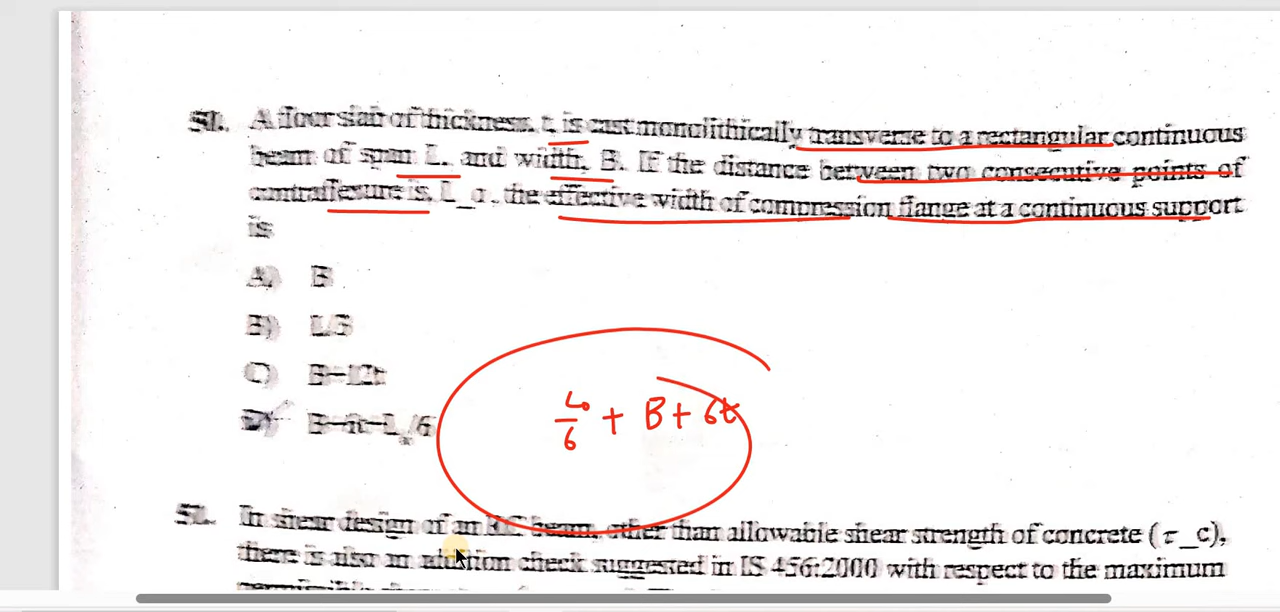 50. A floor slab of thickness, t, is cast monolithically transverse to a rectangular continuous
beam of span L, and width, B. If the distance between two consecutive points of
contraflexure is, L_o, the effective width of compression flange at a continuous support
is
A) B
B) L/3
C) B+12t
D) B+6t+L_o/6
L₀/6 + B + 6t
51. In shear design of an RC beam, other than allowable shear strength of concrete (τ_c),
there is also an check suggested in IS 456:2000 with respect to the maximum